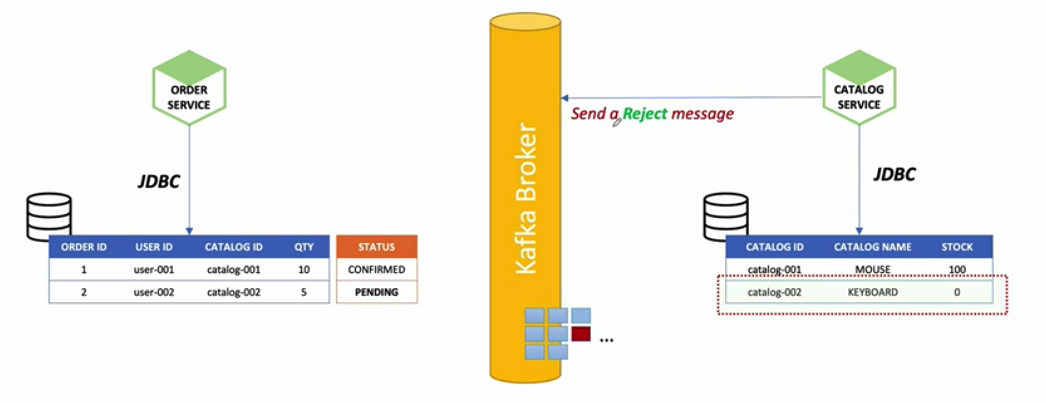 ORDER
SERVICE
JDBC
ORDER ID USER ID CATALOG ID QTY STATUS
1 user-001 catalog-001 10 CONFIRMED
2 user-002 catalog-002 5 PENDING
Kafka Broker
...
Send a Reject message
CATALOG
SERVICE
JDBC
CATALOG ID CATALOG NAME STOCK
catalog-001 MOUSE 100
catalog-002 KEYBOARD 0